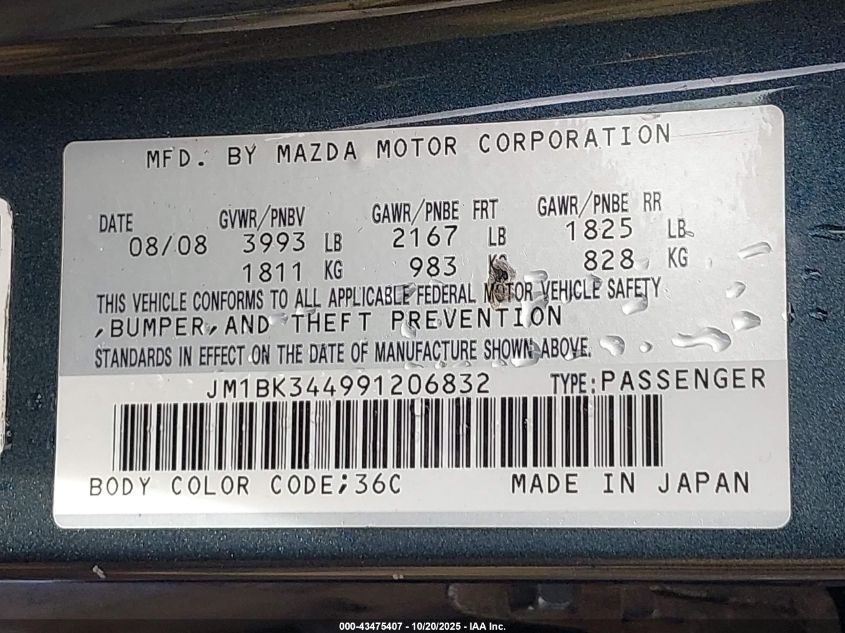 MFD. BY MAZDA MOTOR CORPORATION
DATE GVWR/PNBV GAWR/PNBE FRT GAWR/PNBE RR
08/08 3993 LB 2167 LB 1825 LB
1811 KG 983 KG 828 KG
THIS VEHICLE CONFORMS TO ALL APPLICABLE FEDERAL MOTOR VEHICLE SAFETY
,BUMPER,AND THEFT PREVENTION
STANDARDS IN EFFECT ON THE DATE OF MANUFACTURE SHOWN ABOVE.
JM1BK344991206832 TYPE:PASSENGER
BODY COLOR CODE;36C MADE IN JAPAN
000-43475407 - 10/20/2025 - IAA Inc.